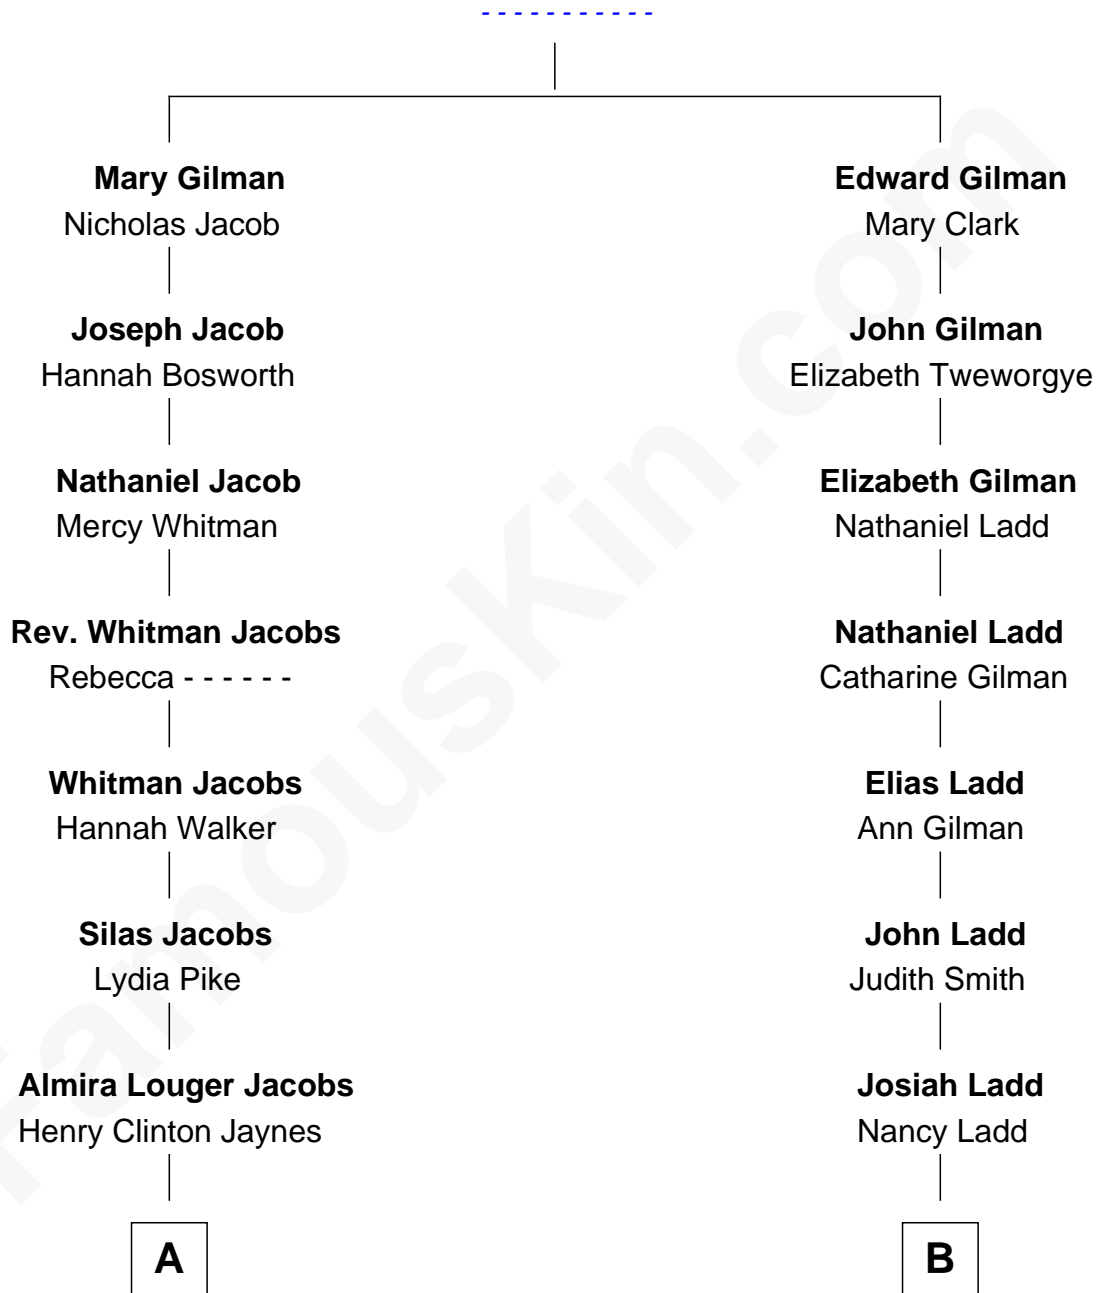 - - - - - - - - - - -
Mary Gilman
Nicholas Jacob
Edward Gilman
Mary Clark
Joseph Jacob
Hannah Bosworth
John Gilman
Elizabeth Tweworgye
Nathaniel Jacob
Mercy Whitman
Elizabeth Gilman
Nathaniel Ladd
Rev. Whitman Jacobs
Rebecca - - - - - -
Nathaniel Ladd
Catharine Gilman
Whitman Jacobs
Hannah Walker
Elias Ladd
Ann Gilman
Silas Jacobs
Lydia Pike
John Ladd
Judith Smith
Almira Louger Jacobs
Henry Clinton Jaynes
Josiah Ladd
Nancy Ladd
A
B
FamousKin.com